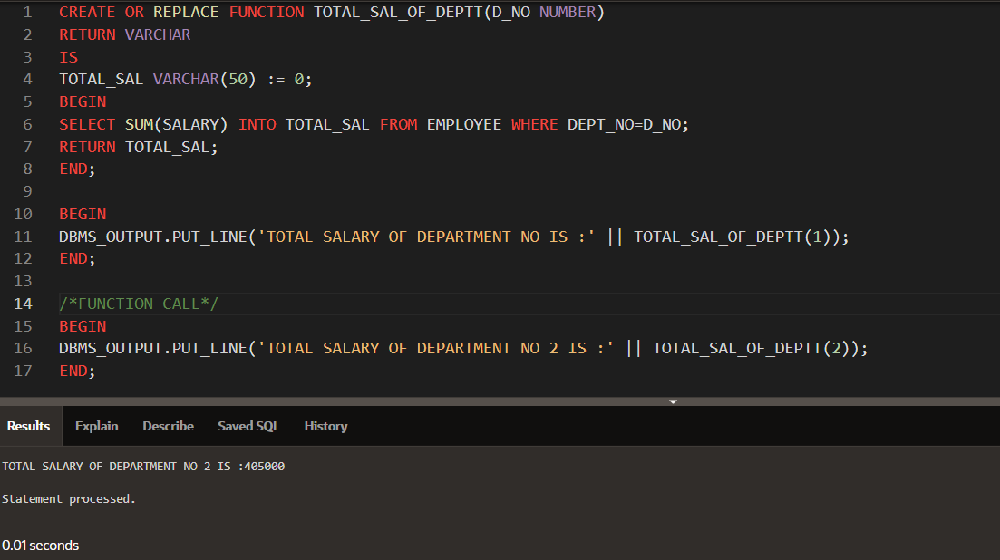 1 CREATE OR REPLACE FUNCTION TOTAL_SAL_OF_DEPTT(D_NO NUMBER)
2 RETURN VARCHAR
3 IS
4 TOTAL_SAL VARCHAR(50) := 0;
5 BEGIN
6 SELECT SUM(SALARY) INTO TOTAL_SAL FROM EMPLOYEE WHERE DEPT_NO=D_NO;
7 RETURN TOTAL_SAL;
8 END;
9
10 BEGIN
11 DBMS_OUTPUT.PUT_LINE('TOTAL SALARY OF DEPARTMENT NO IS :' || TOTAL_SAL_OF_DEPTT(1));
12 END;
13
14 /*FUNCTION CALL*/
15 BEGIN
16 DBMS_OUTPUT.PUT_LINE('TOTAL SALARY OF DEPARTMENT NO 2 IS :' || TOTAL_SAL_OF_DEPTT(2));
17 END;
Results Explain Describe Saved SQL History
TOTAL SALARY OF DEPARTMENT NO 2 IS :405000
Statement processed.
0.01 seconds